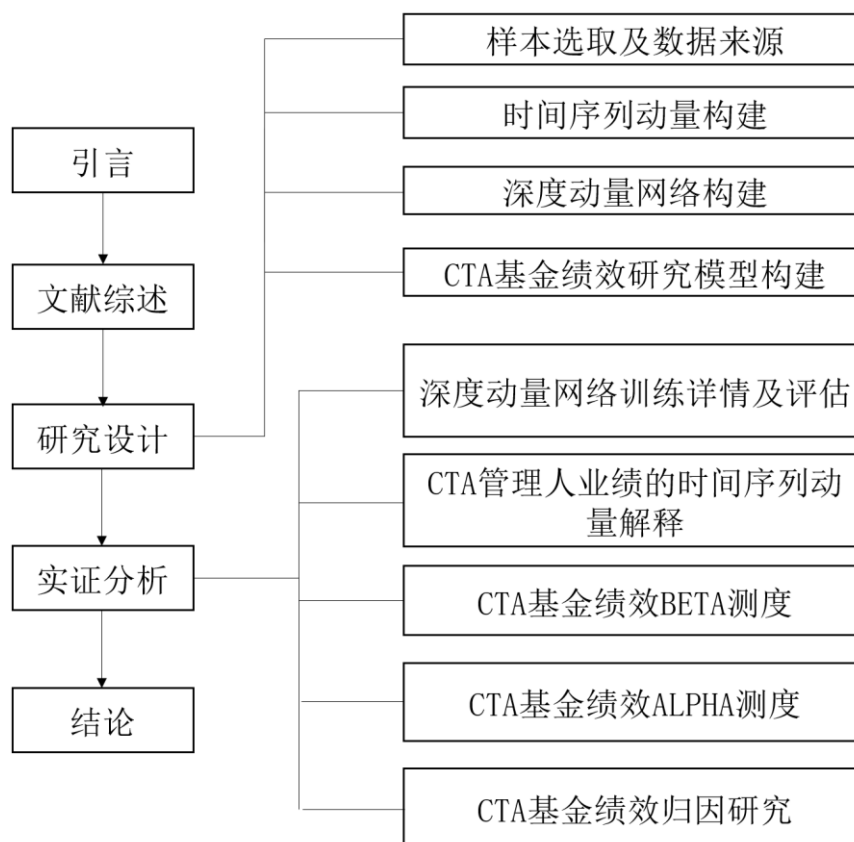 引言
文献综述
研究设计
实证分析
结论
样本选取及数据来源
时间序列动量构建
深度动量网络构建
CTA基金绩效研究模型构建
深度动量网络训练详情及评估
CTA管理人业绩的时间序列动
量解释
CTA基金绩效BETA测度
CTA基金绩效ALPHA测度
CTA基金绩效归因研究